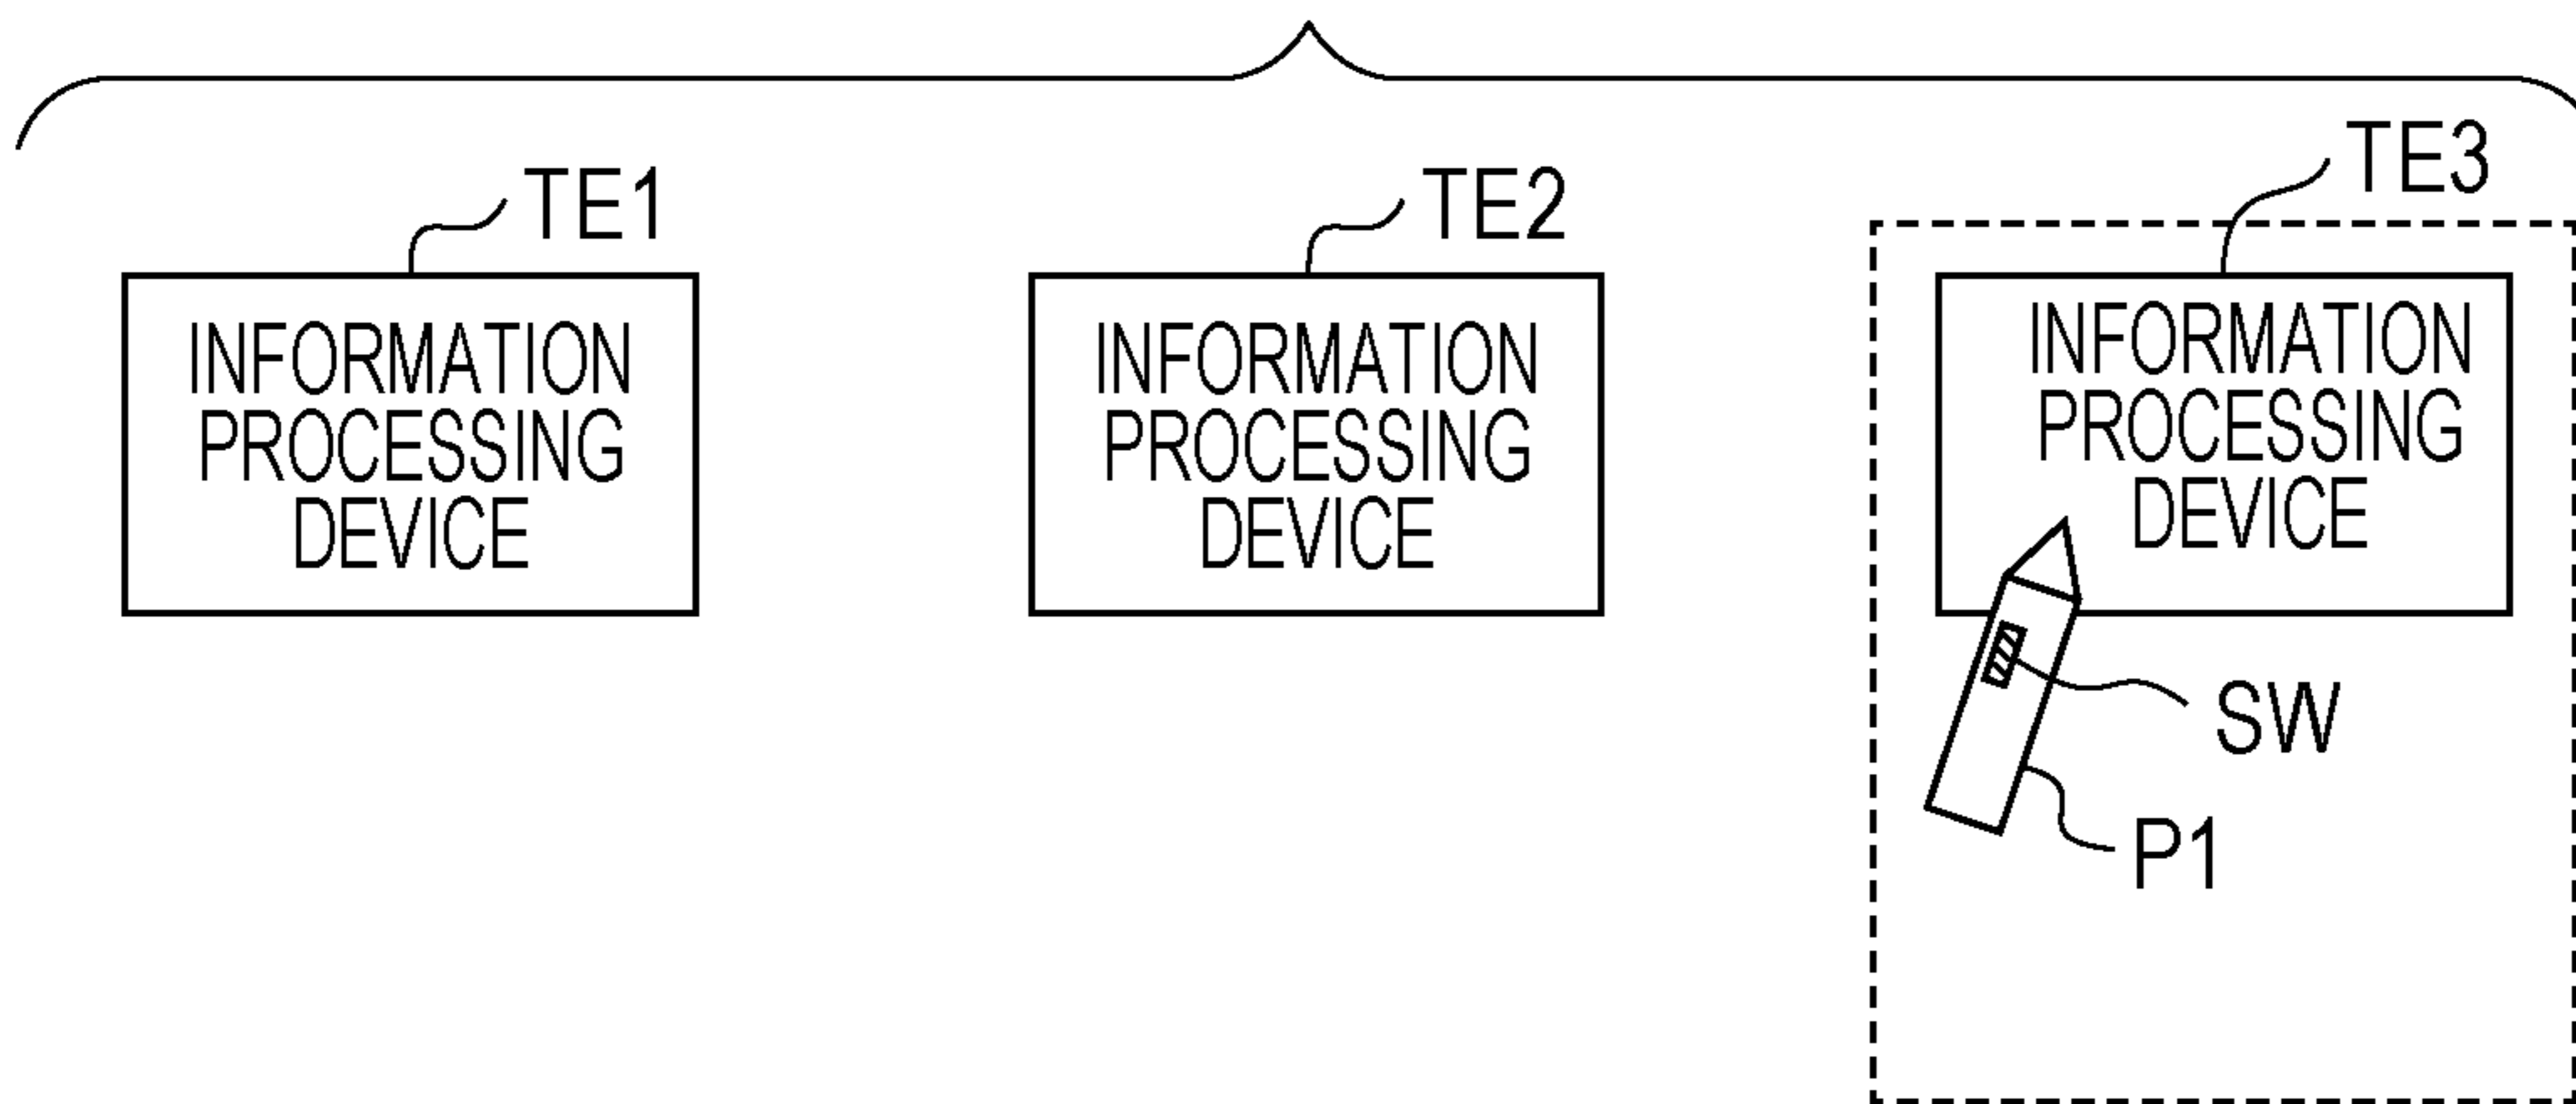 TE1
TE2
TE3
INFORMATION
PROCESSING
DEVICE
INFORMATION
PROCESSING
DEVICE
INFORMATION
PROCESSING
DEVICE
SW
P1